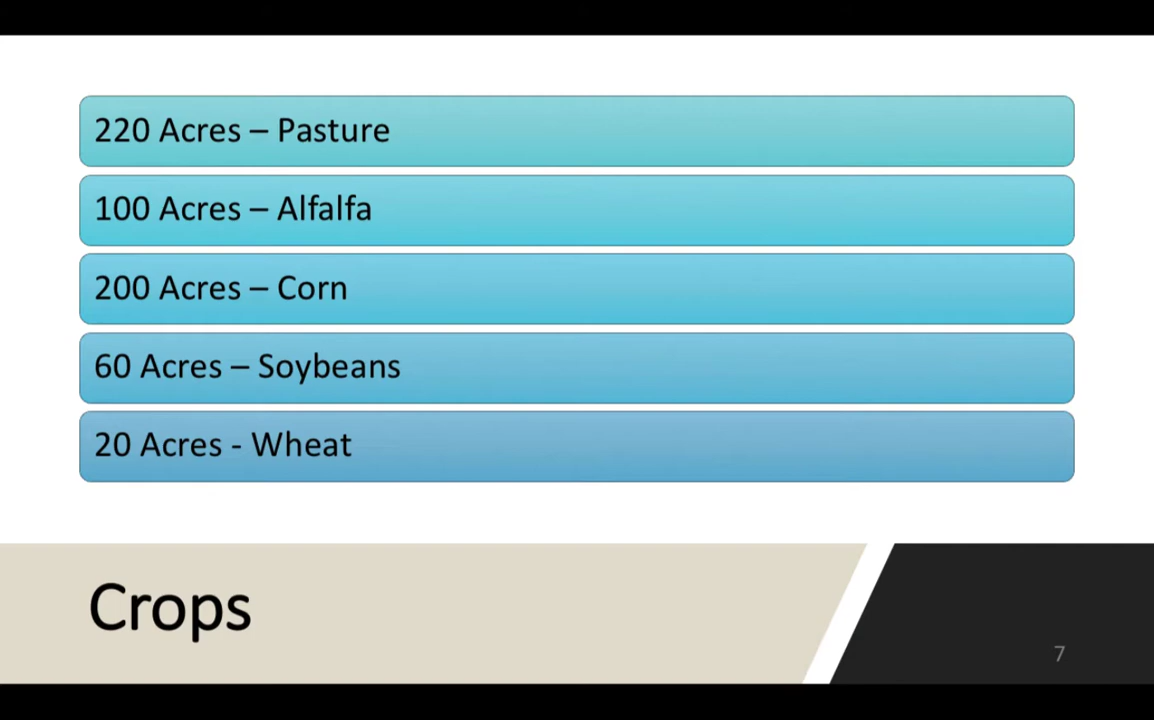 220 Acres – Pasture
100 Acres – Alfalfa
200 Acres – Corn
60 Acres – Soybeans
20 Acres - Wheat
Crops
7